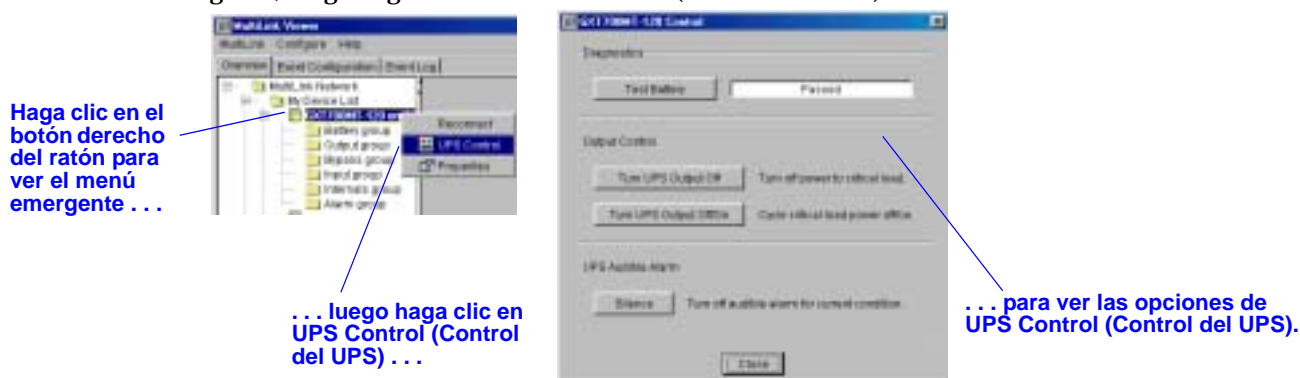 MultiLink Viewer
MultiLink Configure Help
Overview Event Configuration Event Log
MultiLink Network
My Device List
Battery group
Output group
Bypass group
Input group
Internals group
Alarm group
Reconnect
UPS Control
Properties
Haga clic en el
botón derecho
del ratón para
ver el menú
emergente . . .
. . . luego haga clic en
UPS Control (Control
del UPS) . . .
GXT700MT-120 Control
Diagnostics
Test Battery Passed
Output Control
Turn UPS Output Off Turn off power to critical load.
Turn UPS Output Off/On Cycle critical load power off/on.
UPS Audible Alarm
Silence Turn off audible alarm for current condition.
Close
. . . para ver las opciones de
UPS Control (Control del UPS).